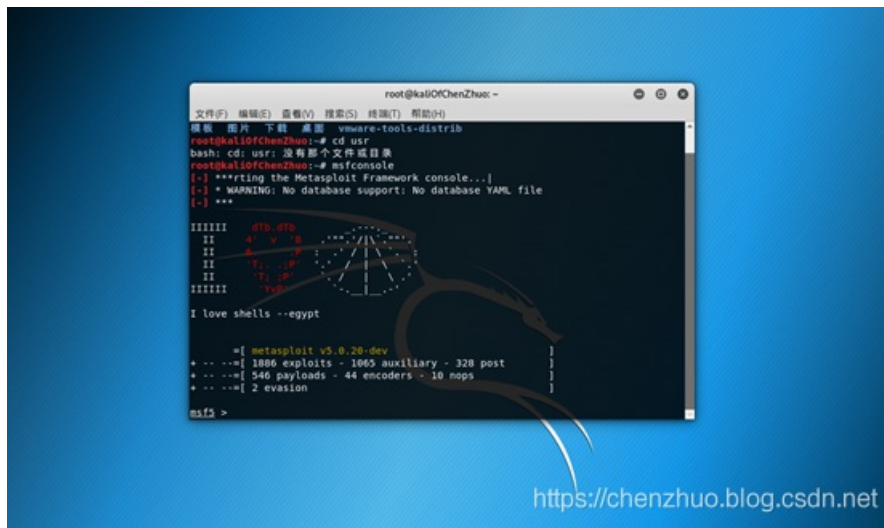 root@kaliOfChenZhuo: ~
文件(F) 编辑(E) 查看(V) 搜索(S) 终端(T) 帮助(H)
模板 图片 下载 桌面 vmware-tools-distrib
root@kaliOfChenZhuo:~# cd usr
bash: cd: usr: 没有那个文件或目录
root@kaliOfChenZhuo:~# msfconsole
[-] ***rting the Metasploit Framework console...|
[-] * WARNING: No database support: No database YAML file
[-] ***
IIIIII dTb.dTb
II 4' v 'B
II
II 'T;. .;P'
II 'T; ;P'
IIIIII 'YvP'
I love shells --egypt
=[ metasploit v5.0.20-dev ]
+ -- --=[ 1886 exploits - 1065 auxiliary - 328 post ]
+ -- --=[ 546 payloads - 44 encoders - 10 nops ]
+ -- --=[ 2 evasion ]
msf5 >
https://chenzhuo.blog.csdn.net